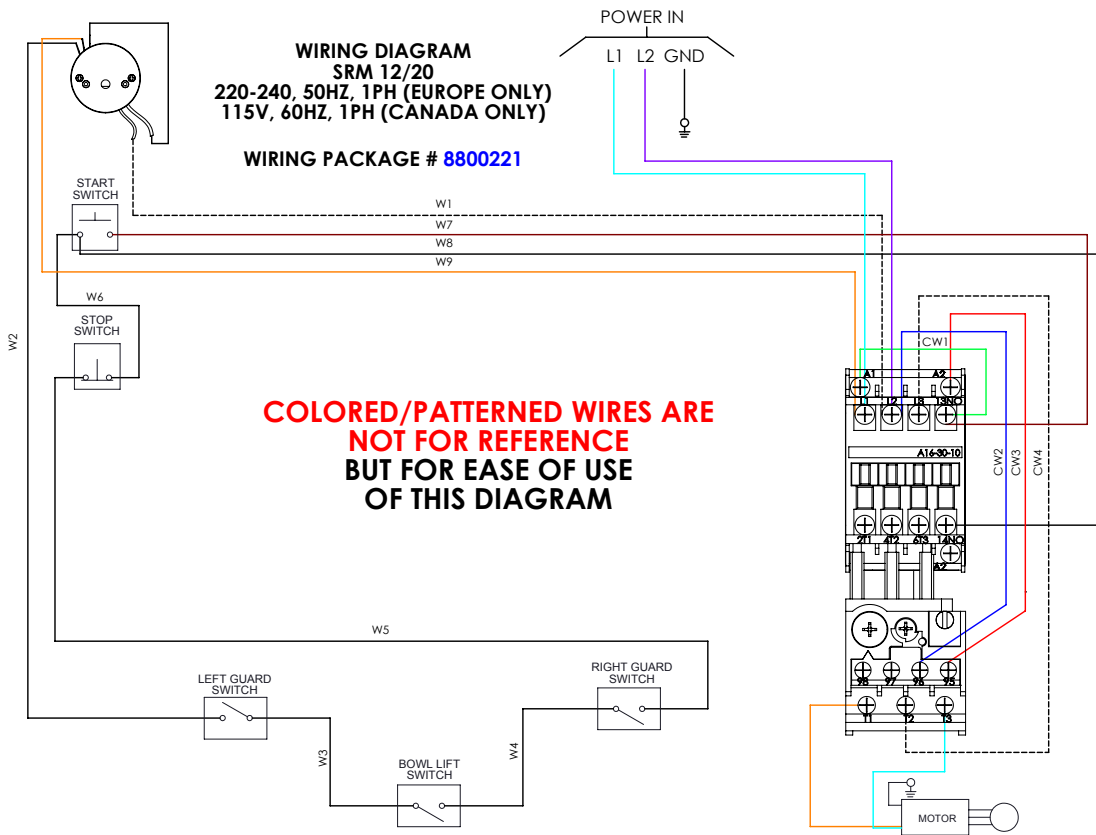 POWER IN
L1 L2 GND
WIRING DIAGRAM
SRM 12/20
220-240, 50HZ, 1PH (EUROPE ONLY)
115V, 60HZ, 1PH (CANADA ONLY)
WIRING PACKAGE # 8800221
START
SWITCH
W1
W7
W8
W9
W6
STOP
SWITCH
W2
COLORED/PATTERNED WIRES ARE
NOT FOR REFERENCE
BUT FOR EASE OF USE
OF THIS DIAGRAM
CW1
A1 A2
L1 L2 L3 13NO
A16-30-10
CW2
CW3
CW4
2T1 4T2 6T3 14NO
A2
98 97 96 95
T1 T2 T3
W5
LEFT GUARD
SWITCH
RIGHT GUARD
SWITCH
W3
W4
BOWL LIFT
SWITCH
MOTOR